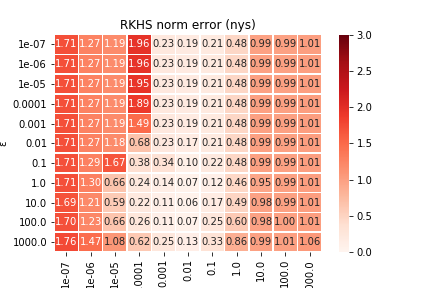 RKHS norm error (nys)
1e-07 1.71 1.27 1.19 1.96 0.23 0.19 0.21 0.48 0.99 0.99 1.01
1e-06 1.71 1.27 1.19 1.96 0.23 0.19 0.21 0.48 0.99 0.99 1.01
1e-05 1.71 1.27 1.19 1.95 0.23 0.19 0.21 0.48 0.99 0.99 1.01
0.0001 1.71 1.27 1.19 1.89 0.23 0.19 0.21 0.48 0.99 0.99 1.01
0.001 1.71 1.27 1.19 1.49 0.23 0.19 0.21 0.48 0.99 0.99 1.01
0.01 1.71 1.27 1.18 0.68 0.23 0.17 0.21 0.48 0.99 0.99 1.01
0.1 1.71 1.29 1.67 0.38 0.34 0.10 0.22 0.48 0.99 0.99 1.01
1.0 1.71 1.30 0.66 0.24 0.14 0.07 0.12 0.46 0.95 0.99 1.01
10.0 1.69 1.21 0.59 0.22 0.11 0.06 0.17 0.49 0.98 0.99 1.01
100.0 1.70 1.23 0.66 0.26 0.11 0.07 0.25 0.60 0.98 1.00 1.01
1000.0 1.76 1.47 1.08 0.62 0.25 0.13 0.33 0.86 0.99 1.01 1.06
1e-07 1e-06 1e-05 0001 0.001 0.01 0.1 1.0 10.0 100.0 000.0
ε
3.0
2.5
2.0
1.5
1.0
0.5
0.0